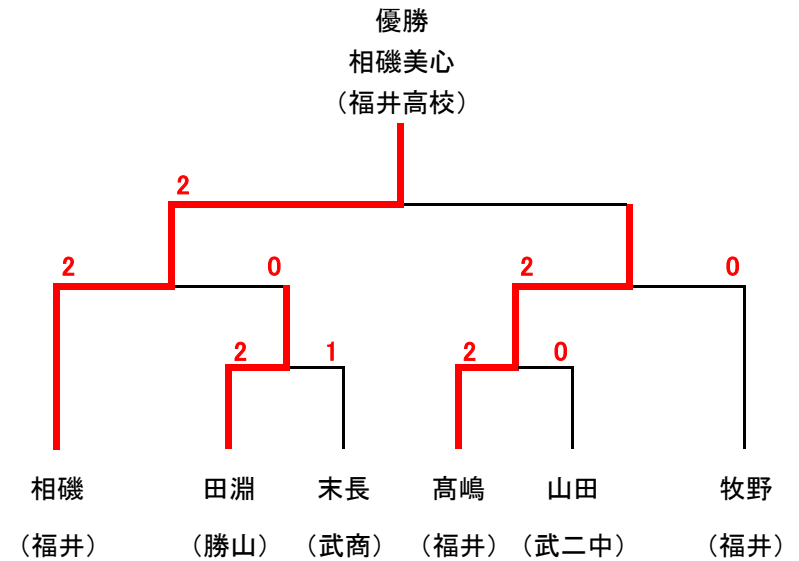 優勝
相磯美心
（福井高校）
2
2 0 2 0
2 1 2 0
相磯 田淵 末長 髙嶋 山田 牧野
（福井） （勝山） （武商） （福井） （武二中） （福井）